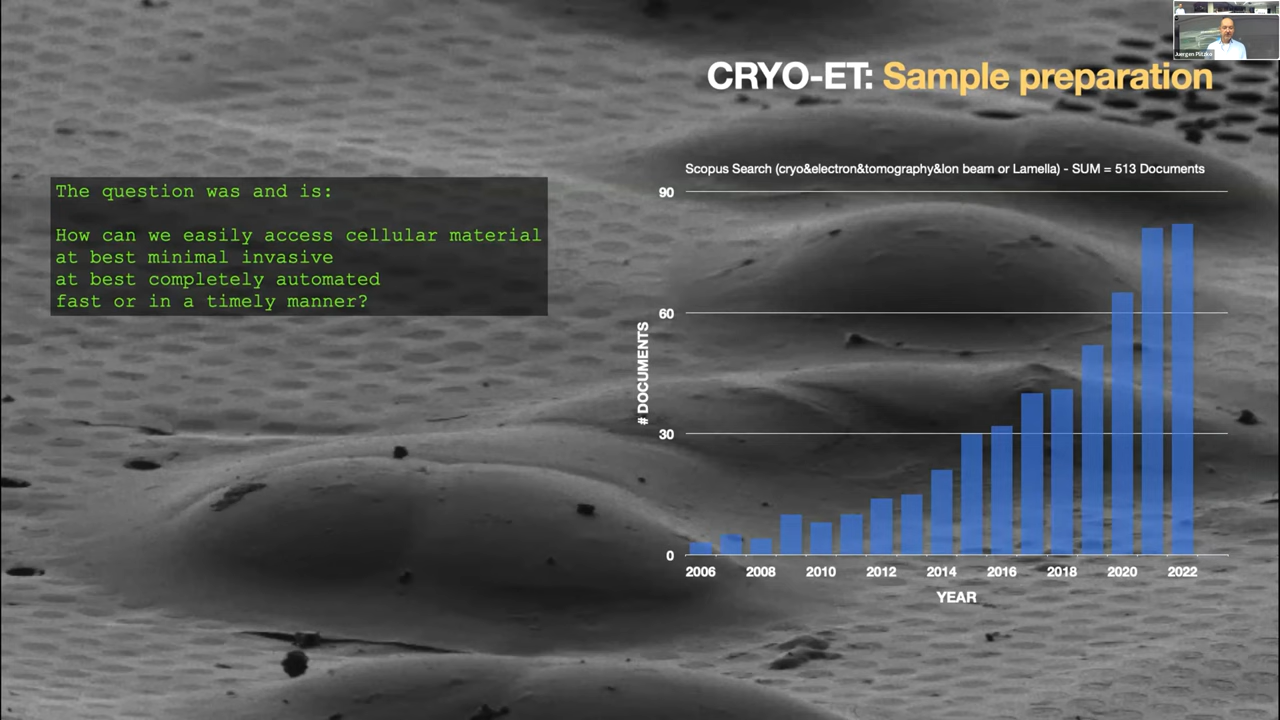 Juergen Plitzko
CRYO-ET: Sample preparation
The question was and is:
How can we easily access cellular material
at best minimal invasive
at best completely automated
fast or in a timely manner?
Scopus Search (cryo&electron&tomography&Ion beam or Lamella) - SUM = 513 Documents
# DOCUMENTS
90
60
30
0
2006 2008 2010 2012 2014 2016 2018 2020 2022
YEAR